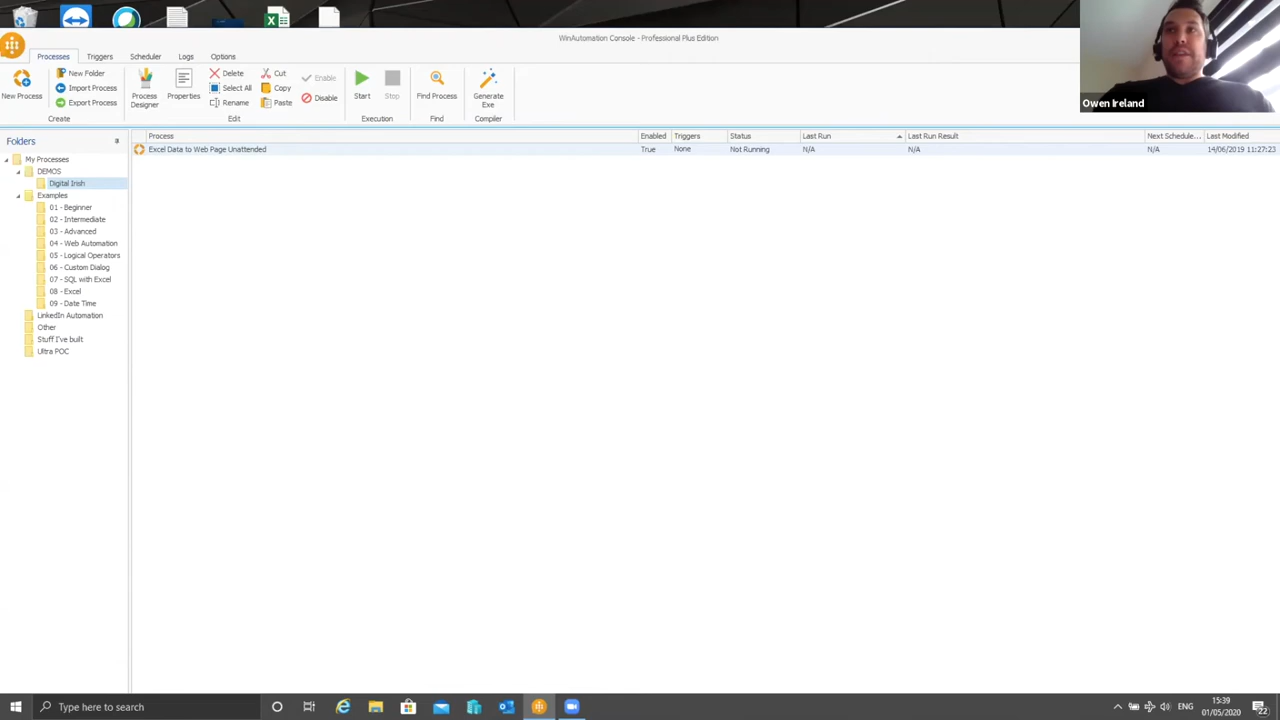 WinAutomation Console - Professional Plus Edition
Owen Ireland
Processes Triggers Scheduler Logs Options
New Process
New Folder
Import Process
Export Process
Create
Process Designer
Properties
Delete
Select All
Rename
Cut
Copy
Paste
Edit
Enable
Disable
Start
Stop
Execution
Find Process
Find
Generate Exe
Compiler
Folders
My Processes
DEMOS
Digital Irish
Examples
01 - Beginner
02 - Intermediate
03 - Advanced
04 - Web Automation
05 - Logical Operators
06 - Custom Dialog
07 - SQL with Excel
08 - Excel
09 - Date Time
LinkedIn Automation
Other
Stuff I've built
Ultra POC
Process Enabled Triggers Status Last Run Last Run Result Next Schedule... Last Modified
Excel Data to Web Page Unattended True None Not Running N/A N/A N/A 14/06/2019 11:27:23
Type here to search
ENG
15:39
01/05/2020
22